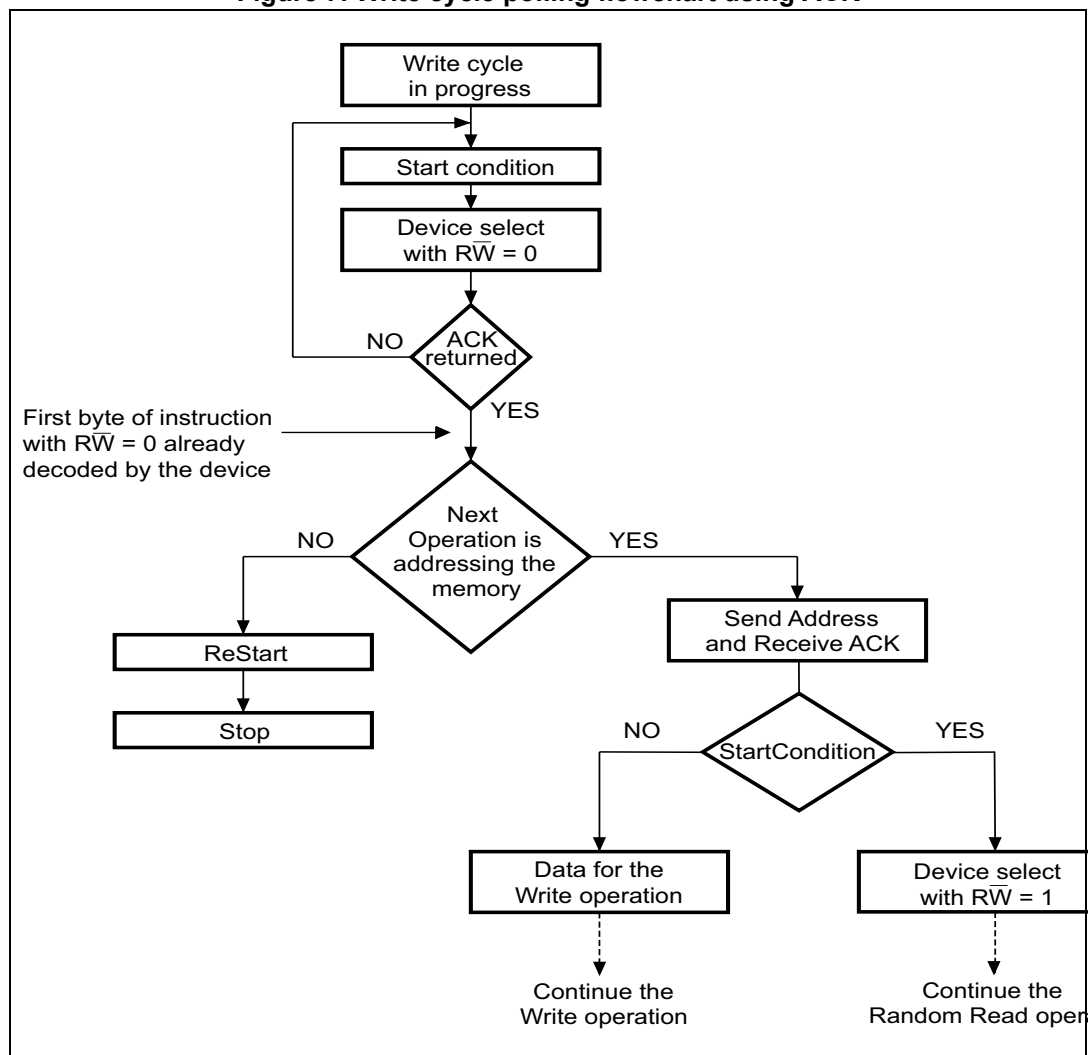 Write cycle
in progress
Start condition
Device select
with RW̅ = 0
NO
ACK
returned
YES
First byte of instruction
with RW̅ = 0 already
decoded by the device
Next
Operation is
addressing the
memory
NO
YES
Send Address
and Receive ACK
ReStart
Stop
NO
StartCondition
YES
Data for the
Write operation
Device select
with RW̅ = 1
Continue the
Write operation
Continue the
Random Read opera